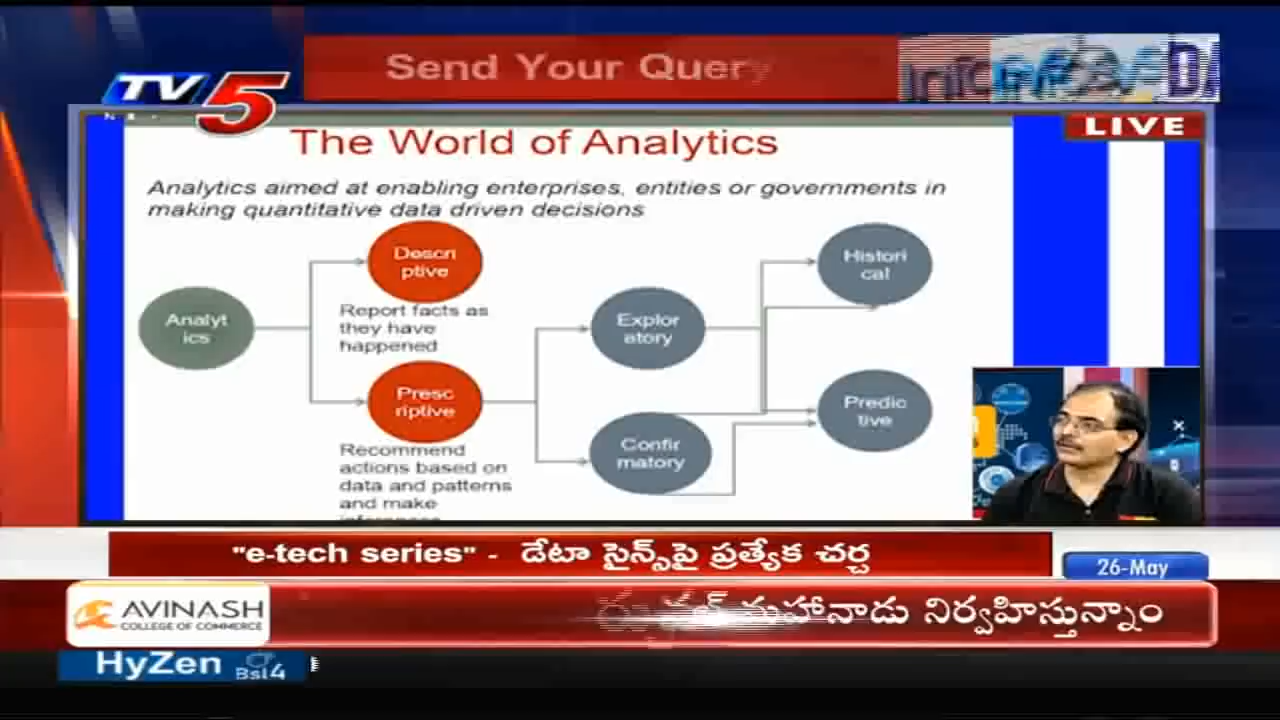 TV5
Send Your Query
LIVE
The World of Analytics
Analytics aimed at enabling enterprises, entities or governments in
making quantitative data driven decisions
Analyt
ics
Descri
ptive
Report facts as
they have
happened
Presc
riptive
Recommend
actions based on
data and patterns
and make
Explor
atory
Confir
matory
Histori
cal
Predic
tive
"e-tech series" - డేటా సైన్స్‌పై ప్రత్యేక చర్చ
26-May
AVINASH
COLLEGE OF COMMERCE
మహానాడు నిర్వహిస్తున్నాం
HyZen